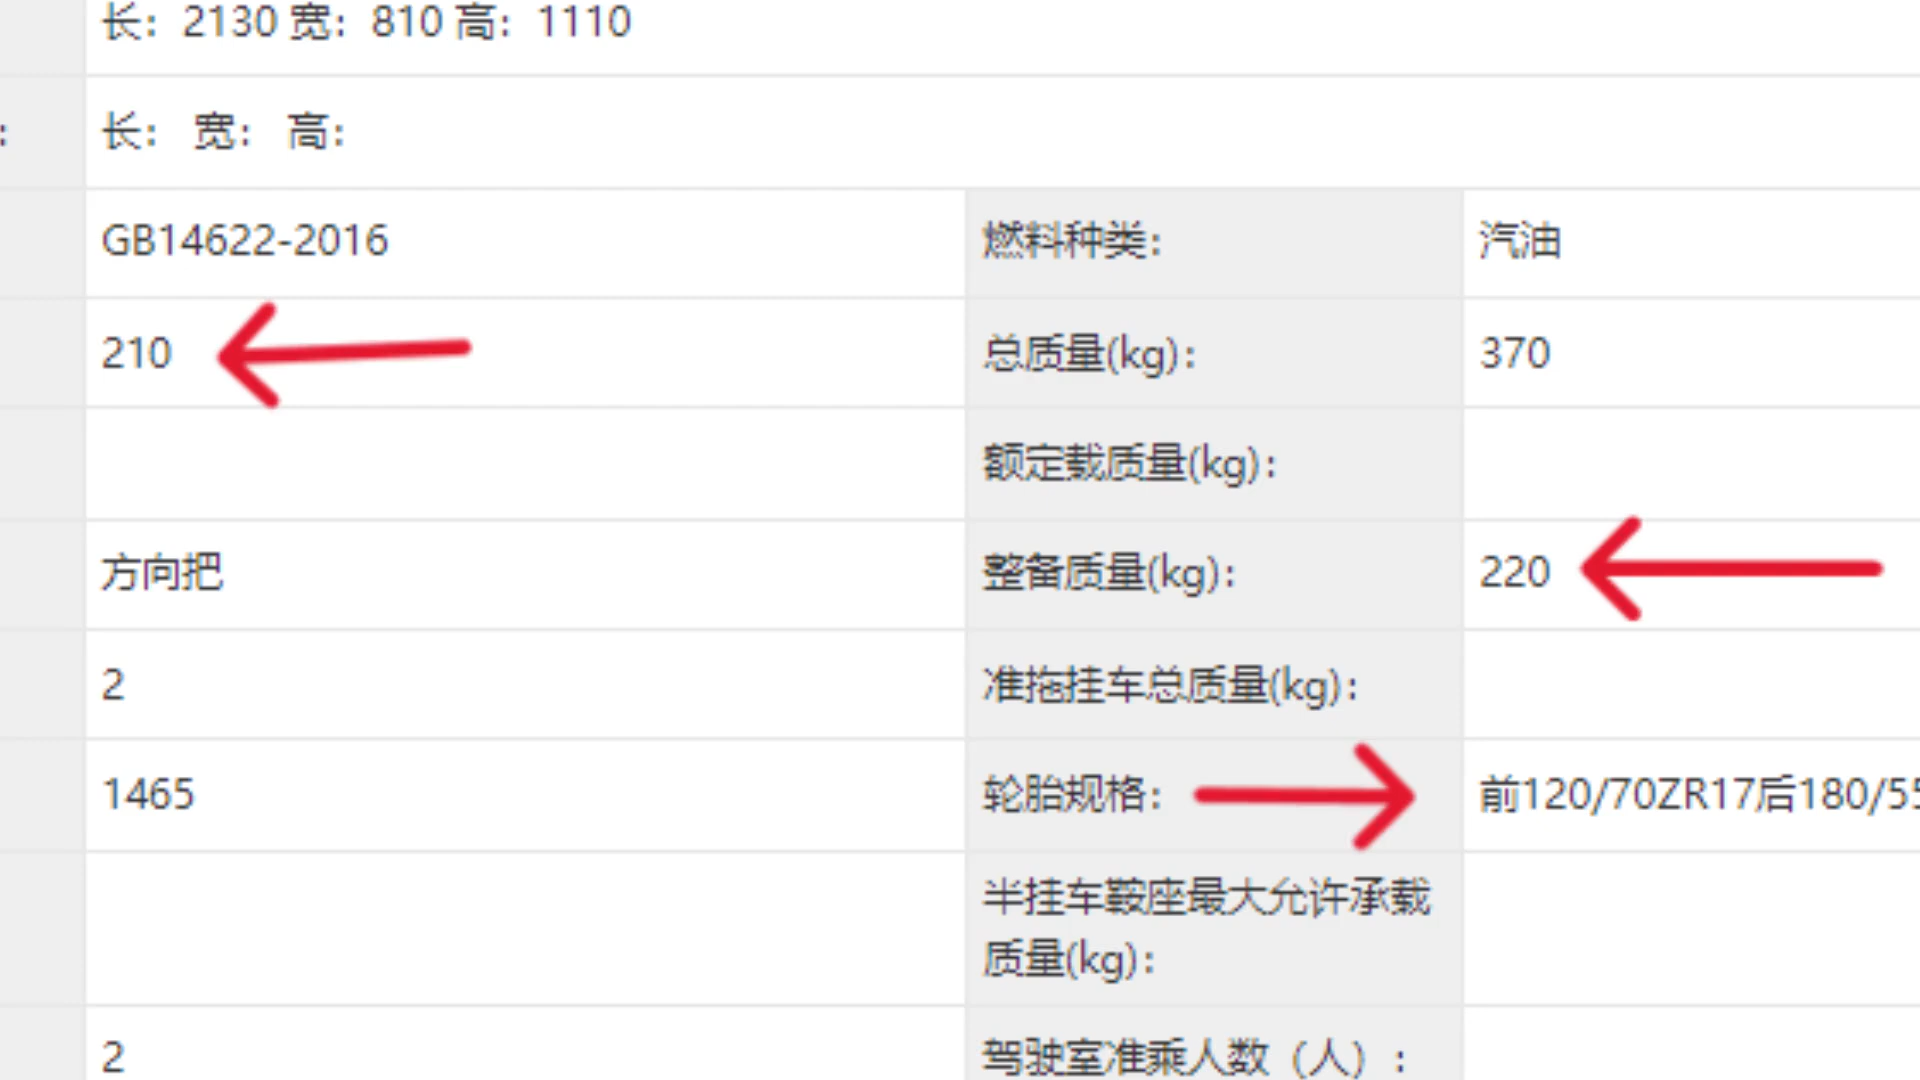 长：2130 宽：810 高：1110
：
长： 宽： 高：
GB14622-2016
燃料种类：
汽油
210
总质量(kg)：
370
额定载质量(kg)：
方向把
整备质量(kg)：
220
2
准拖挂车总质量(kg)：
1465
轮胎规格：
前120/70ZR17后180/55
半挂车鞍座最大允许承载
质量(kg)：
2
驾驶室准乘人数（人）：